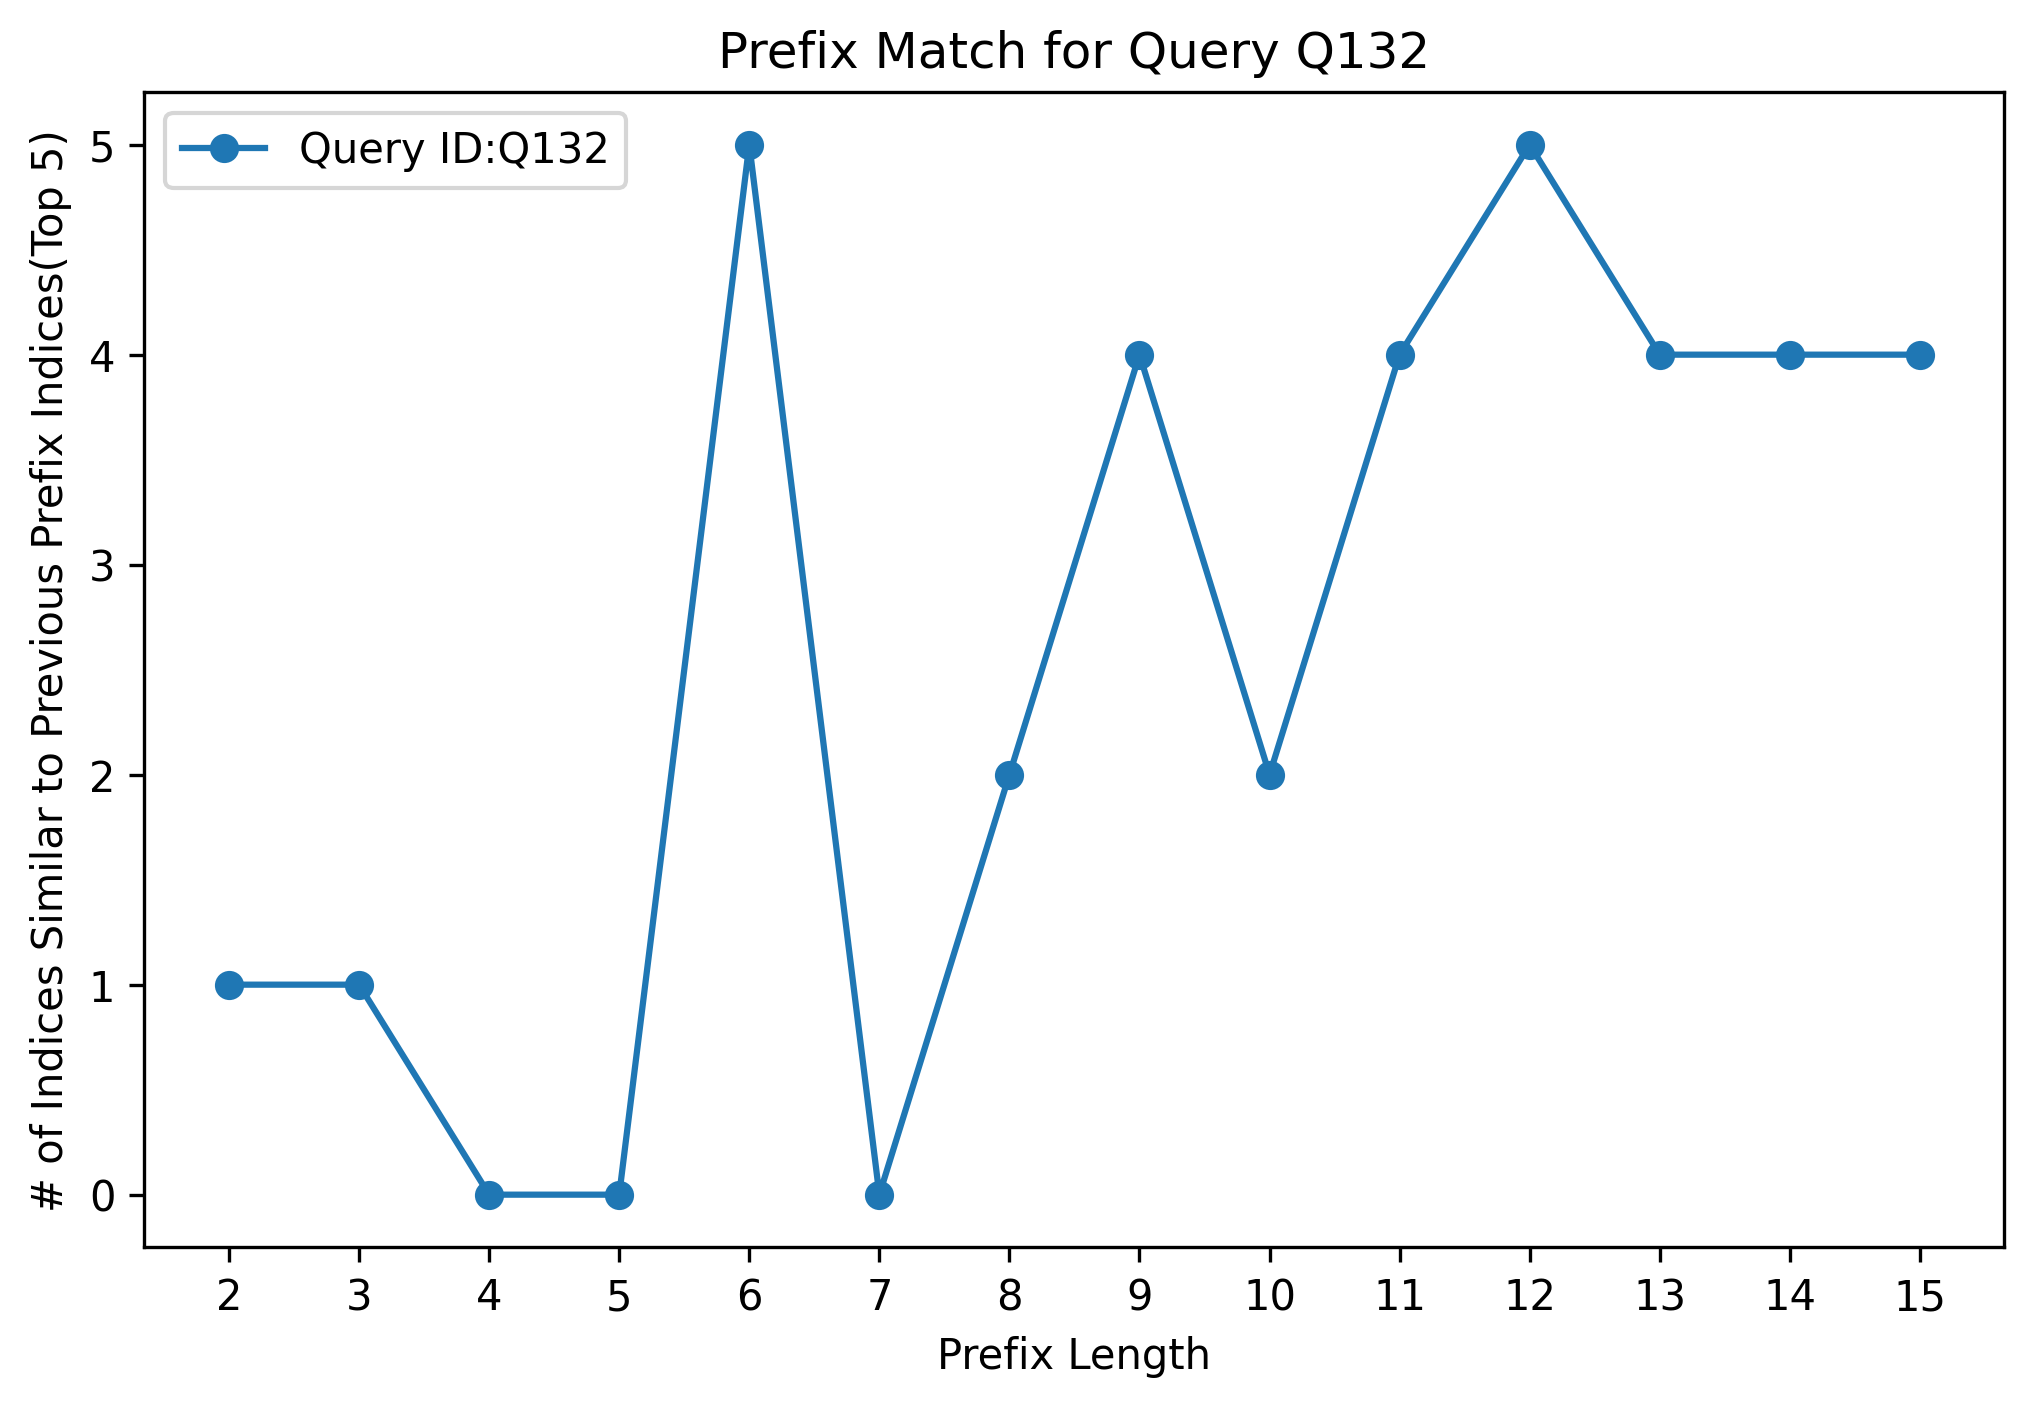 Prefix Match for Query Q132
Query ID:Q132
# of Indices Similar to Previous Prefix Indices(Top 5)
5
4
3
2
1
0
2 3 4 5 6 7 8 9 10 11 12 13 14 15
Prefix Length